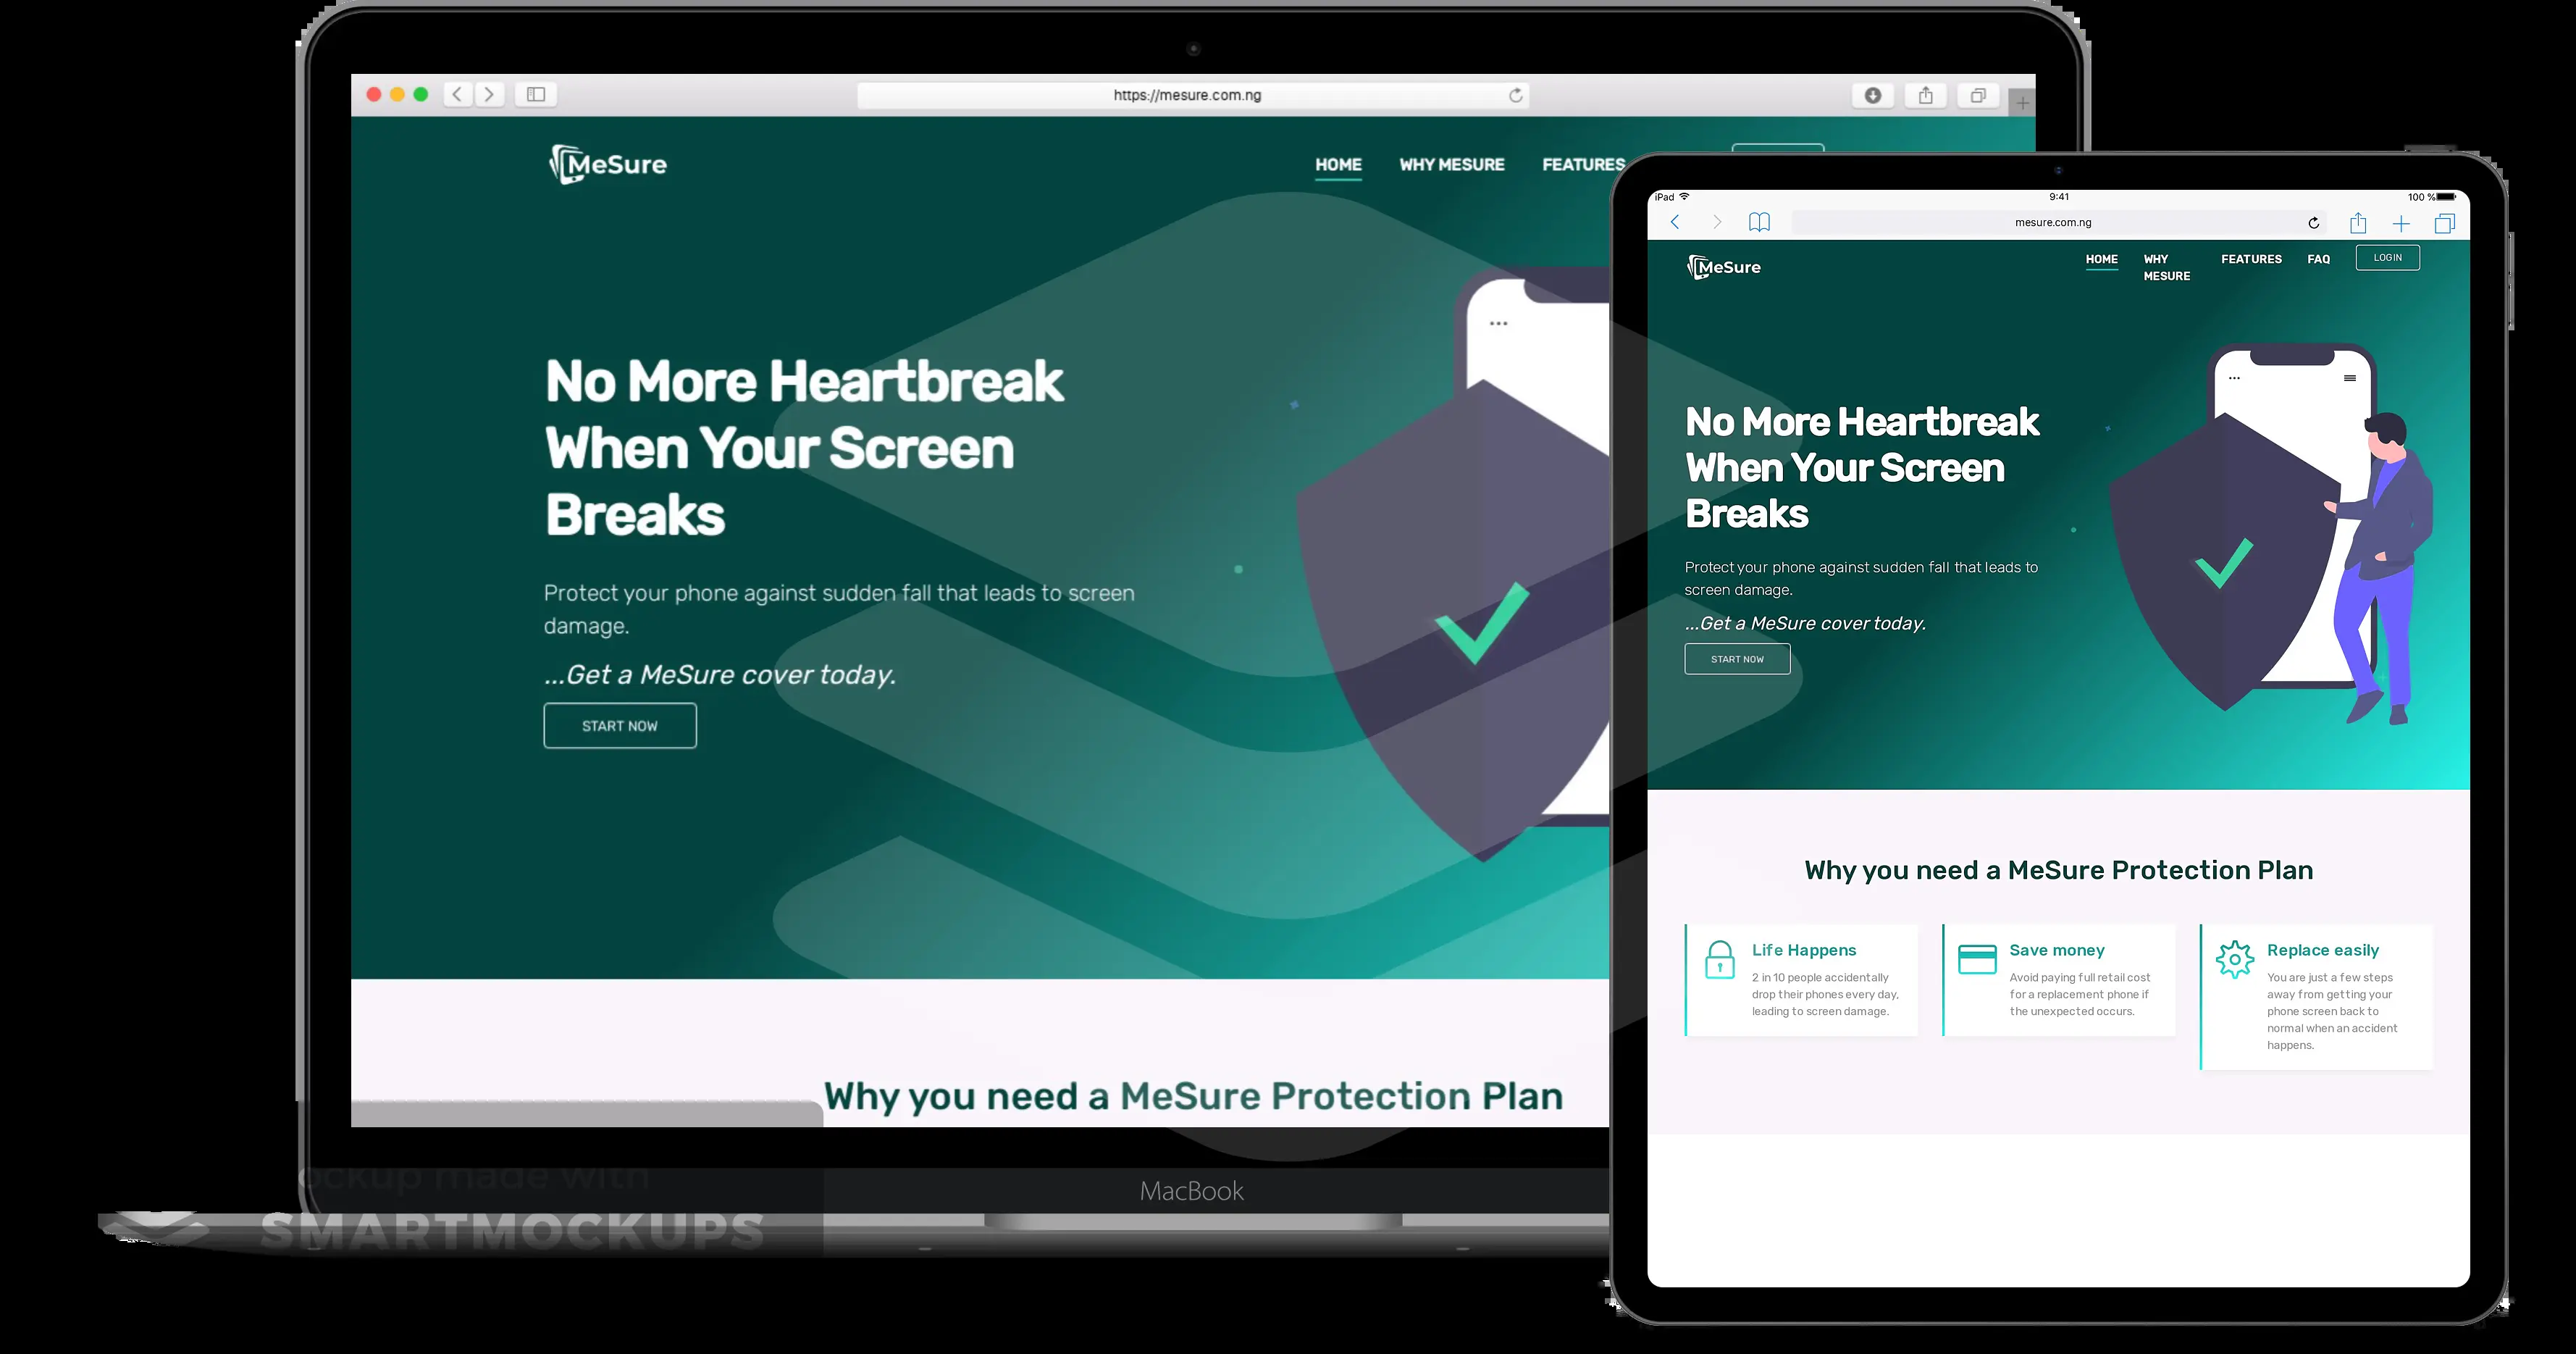 https://mesure.com.ng
MeSure
HOME WHY MESURE FEATURES
No More Heartbreak
When Your Screen
Breaks
Protect your phone against sudden fall that leads to screen
damage.
...Get a MeSure cover today.
START NOW
Why you need a MeSure Protection Plan
MacBook
ockup made with
SMARTMOCKUPS
iPad 9:41 100 %
mesure.com.ng
MeSure
HOME WHY FEATURES FAQ LOGIN
MESURE
No More Heartbreak
When Your Screen
Breaks
Protect your phone against sudden fall that leads to
screen damage.
...Get a MeSure cover today.
START NOW
Why you need a MeSure Protection Plan
Life Happens
2 in 10 people accidentally
drop their phones every day,
leading to screen damage.
Save money
Avoid paying full retail cost
for a replacement phone if
the unexpected occurs.
Replace easily
You are just a few steps
away from getting your
phone screen back to
normal when an accident
happens.